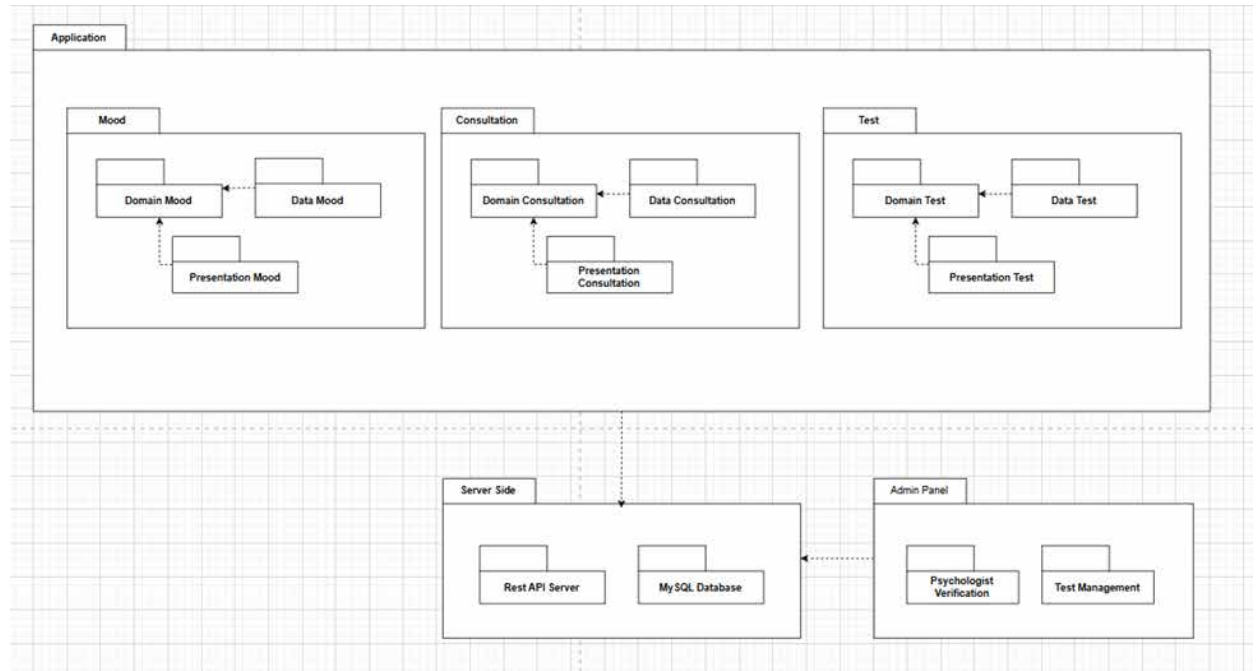 Application
Mood
Consultation
Test
Domain Mood
Data Mood
Domain Consultation
Data Consultation
Domain Test
Data Test
Presentation Mood
Presentation
Consultation
Presentation Test
Server Side
Admin Panel
Rest API Server
MySQL Database
Psychologist
Verification
Test Management